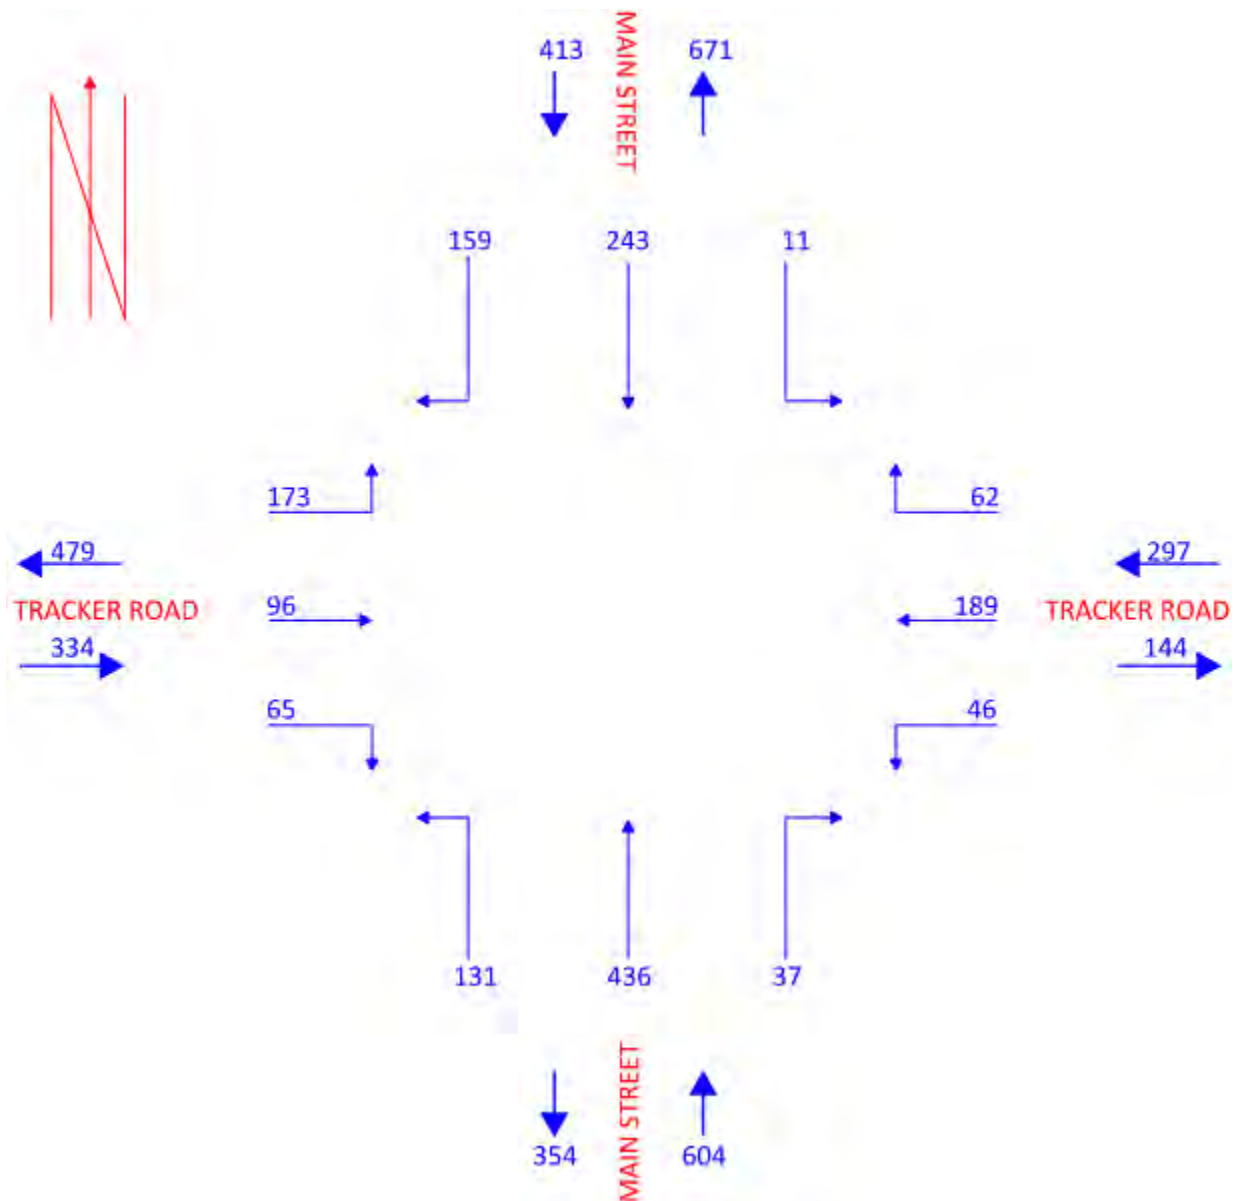 413 MAIN STREET 671
N
159 243 11
173 62
479 297
TRACKER ROAD 96 189 TRACKER ROAD
334 144
65 46
131 436 37
354 MAIN STREET 604